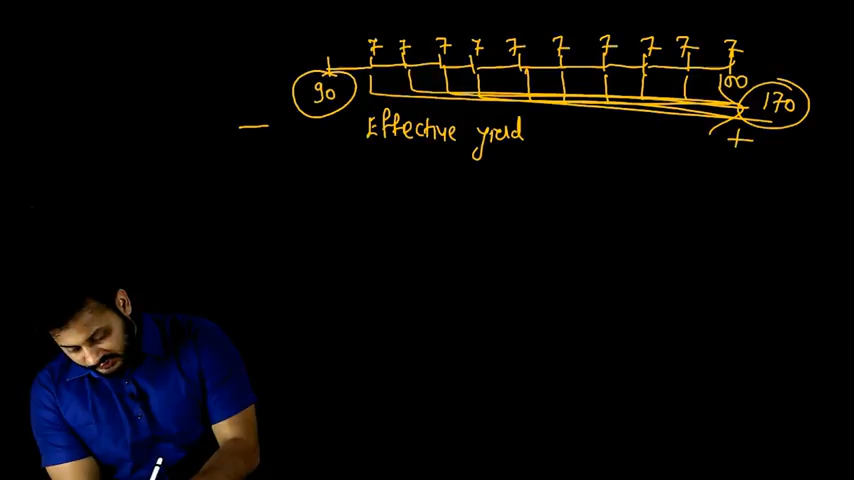 7 7 7 7 7 7 7 7 7 7
90 100 170
Effective yield
— +